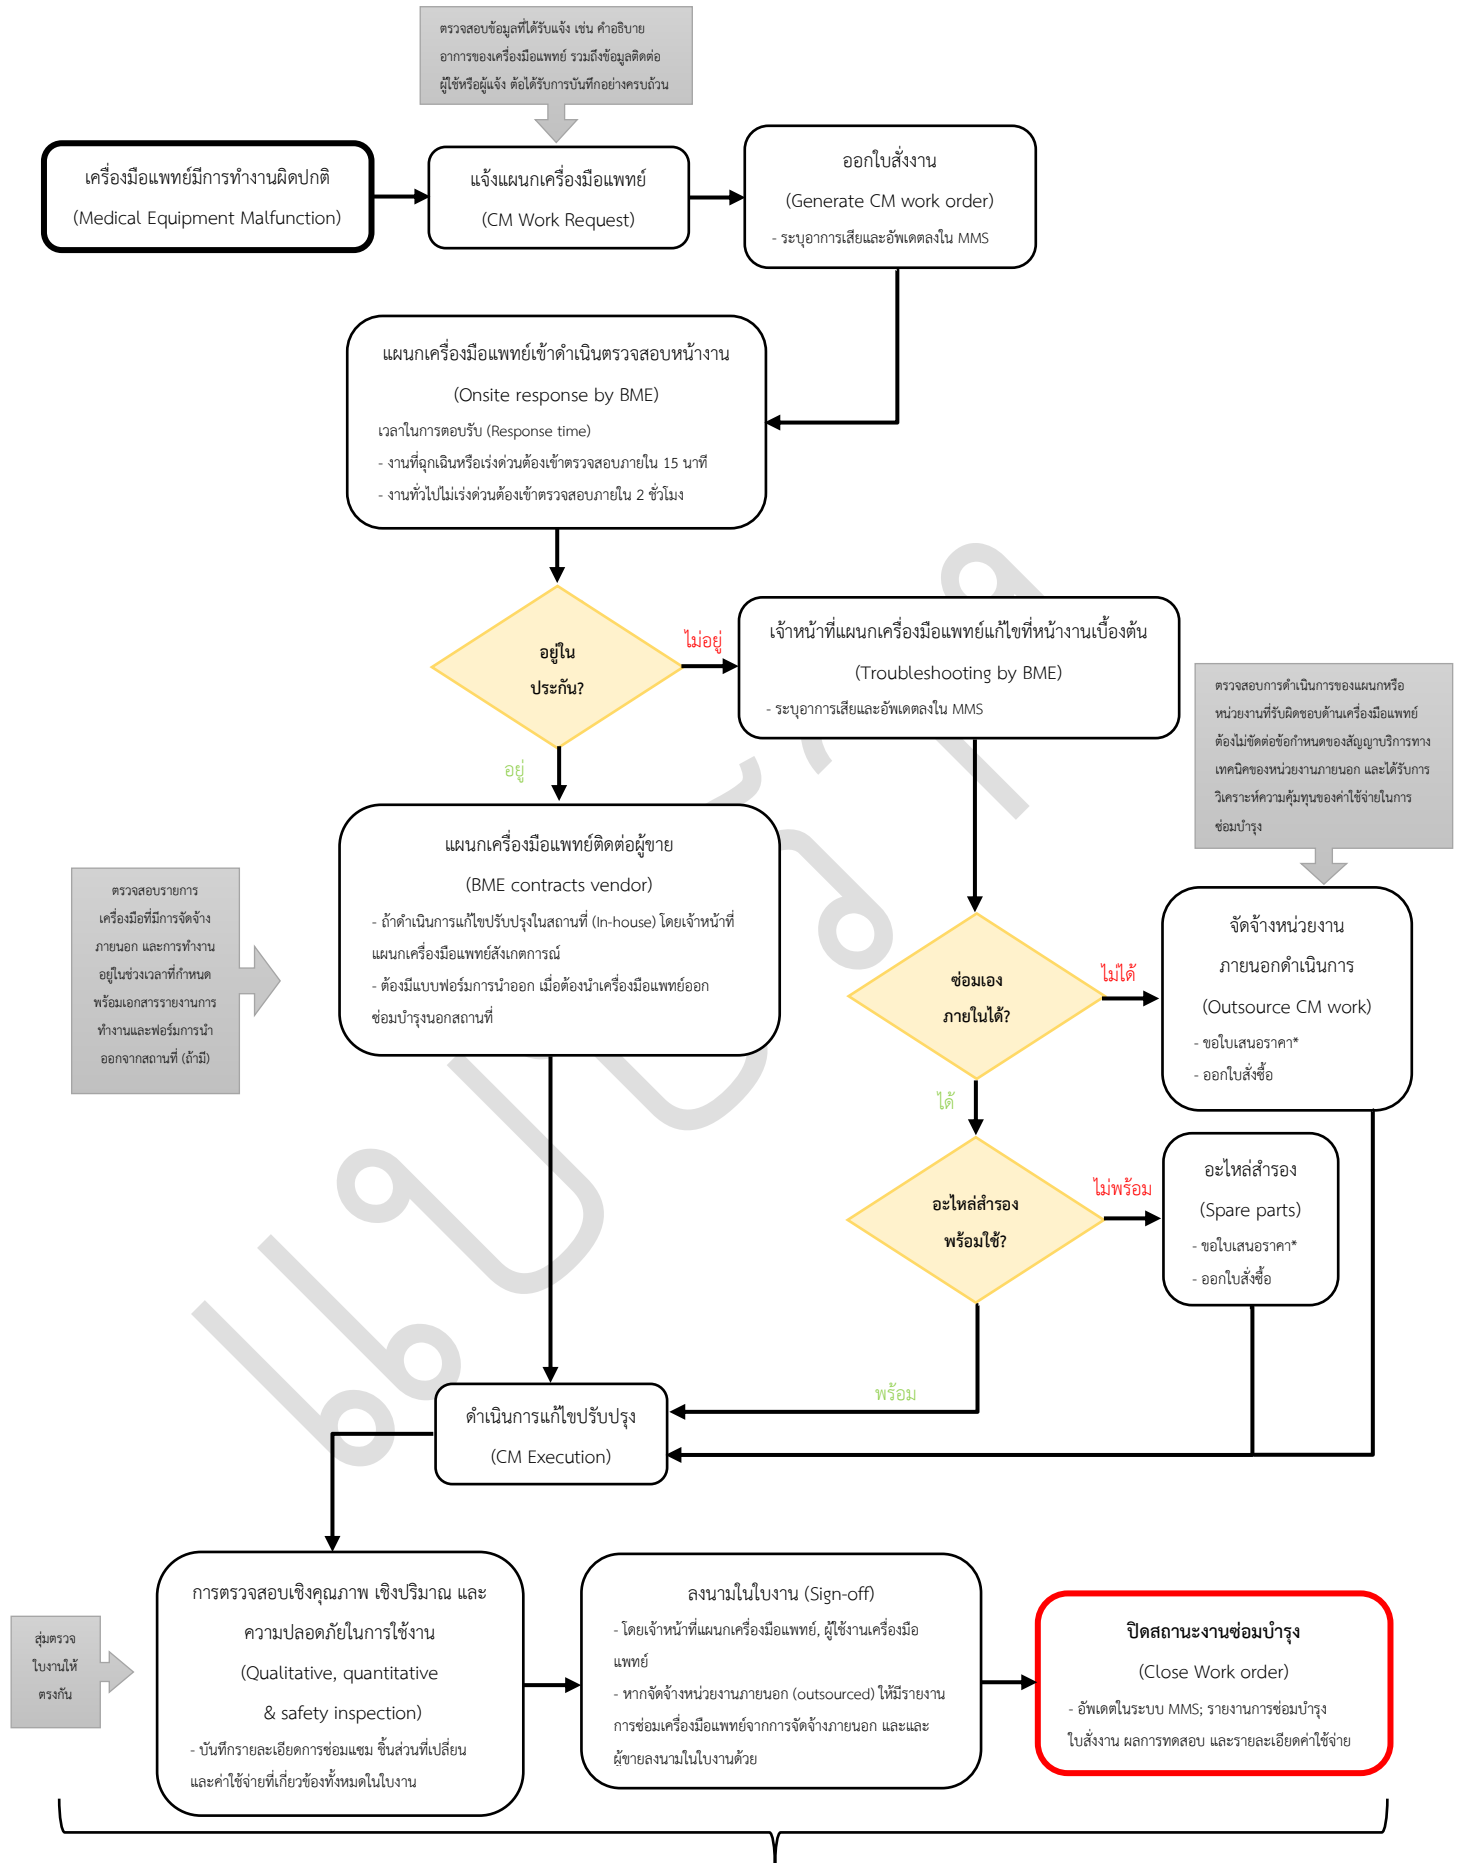 ตรวจสอบข้อมูลที่ได้รับแจ้ง เช่น คำอธิบาย
อาการของเครื่องมือแพทย์ รวมถึงข้อมูลติดต่อ
ผู้ใช้หรือผู้แจ้ง ต้อได้รับการบันทึกอย่างครบถ้วน
เครื่องมือแพทย์มีการทำงานผิดปกติ
(Medical Equipment Malfunction)
แจ้งแผนกเครื่องมือแพทย์
(CM Work Request)
ออกใบสั่งงาน
(Generate CM work order)
- ระบุอาการเสียและอัพเดตลงใน MMS
แผนกเครื่องมือแพทย์เข้าดำเนินตรวจสอบหน้างาน
(Onsite response by BME)
เวลาในการตอบรับ (Response time)
- งานที่ฉุกเฉินหรือเร่งด่วนต้องเข้าตรวจสอบภายใน 15 นาที
- งานทั่วไปไม่เร่งด่วนต้องเข้าตรวจสอบภายใน 2 ชั่วโมง
อยู่ใน
ประกัน?
ไม่อยู่
เจ้าหน้าที่แผนกเครื่องมือแพทย์แก้ไขที่หน้างานเบื้องต้น
(Troubleshooting by BME)
- ระบุอาการเสียและอัพเดตลงใน MMS
อยู่
ตรวจสอบการดำเนินการของแผนกหรือ
หน่วยงานที่รับผิดชอบด้านเครื่องมือแพทย์
ต้องไม่ขัดต่อข้อกำหนดของสัญญาบริการทาง
เทคนิคของหน่วยงานภายนอก และได้รับการ
วิเคราะห์ความคุ้มทุนของค่าใช้จ่ายในการ
ซ่อมบำรุง
แผนกเครื่องมือแพทย์ติดต่อผู้ขาย
(BME contracts vendor)
- ถ้าดำเนินการแก้ไขปรับปรุงในสถานที่ (In-house) โดยเจ้าหน้าที่
แผนกเครื่องมือแพทย์สังเกตการณ์
- ต้องมีแบบฟอร์มการนำออก เมื่อต้องนำเครื่องมือแพทย์ออก
ซ่อมบำรุงนอกสถานที่
ตรวจสอบรายการ
เครื่องมือที่มีการจัดจ้าง
ภายนอก และการทำงาน
อยู่ในช่วงเวลาที่กำหนด
พร้อมเอกสารรายงานการ
ทำงานและฟอร์มการนำ
ออกจากสถานที่ (ถ้ามี)
ซ่อมเอง
ภายในได้?
ไม่ได้
จัดจ้างหน่วยงาน
ภายนอกดำเนินการ
(Outsource CM work)
- ขอใบเสนอราคา*
- ออกใบสั่งซื้อ
ได้
อะไหล่สำรอง
พร้อมใช้?
ไม่พร้อม
อะไหล่สำรอง
(Spare parts)
- ขอใบเสนอราคา*
- ออกใบสั่งซื้อ
พร้อม
ดำเนินการแก้ไขปรับปรุง
(CM Execution)
สุ่มตรวจ
ใบงานให้
ตรงกัน
การตรวจสอบเชิงคุณภาพ เชิงปริมาณ และ
ความปลอดภัยในการใช้งาน
(Qualitative, quantitative
& safety inspection)
- บันทึกรายละเอียดการซ่อมแซม ชิ้นส่วนที่เปลี่ยน
และค่าใช้จ่ายที่เกี่ยวข้องทั้งหมดในใบงาน
ลงนามในใบงาน (Sign-off)
- โดยเจ้าหน้าที่แผนกเครื่องมือแพทย์, ผู้ใช้งานเครื่องมือ
แพทย์
- หากจัดจ้างหน่วยงานภายนอก (outsourced) ให้มีรายงาน
การซ่อมเครื่องมือแพทย์จากการจัดจ้างภายนอก และและ
ผู้ขายลงนามในใบงานด้วย
ปิดสถานะงานซ่อมบำรุง
(Close Work order)
- อัพเดตในระบบ MMS; รายงานการซ่อมบำรุง
ใบสั่งงาน ผลการทดสอบ และรายละเอียดค่าใช้จ่าย